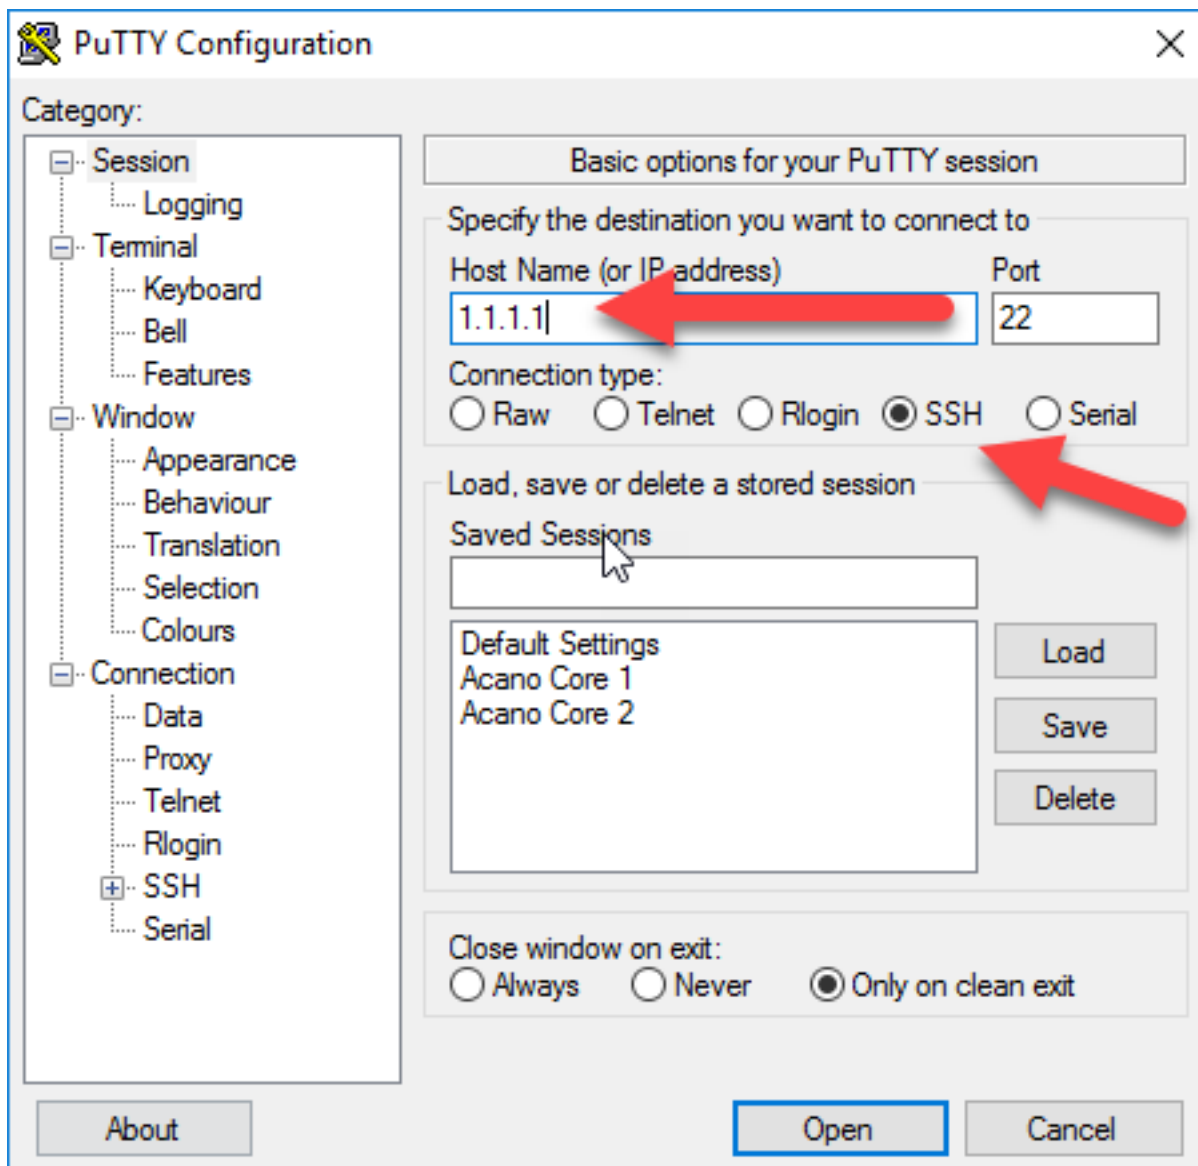 PuTTY Configuration
Category:
Session
Logging
Terminal
Keyboard
Bell
Features
Window
Appearance
Behaviour
Translation
Selection
Colours
Connection
Data
Proxy
Telnet
Rlogin
SSH
Serial
Basic options for your PuTTY session
Specify the destination you want to connect to
Host Name (or IP address) Port
1.1.1.1 22
Connection type:
Raw Telnet Rlogin SSH Serial
Load, save or delete a stored session
Saved Sessions
Default Settings
Acano Core 1
Acano Core 2
Load
Save
Delete
Close window on exit:
Always Never Only on clean exit
About Open Cancel